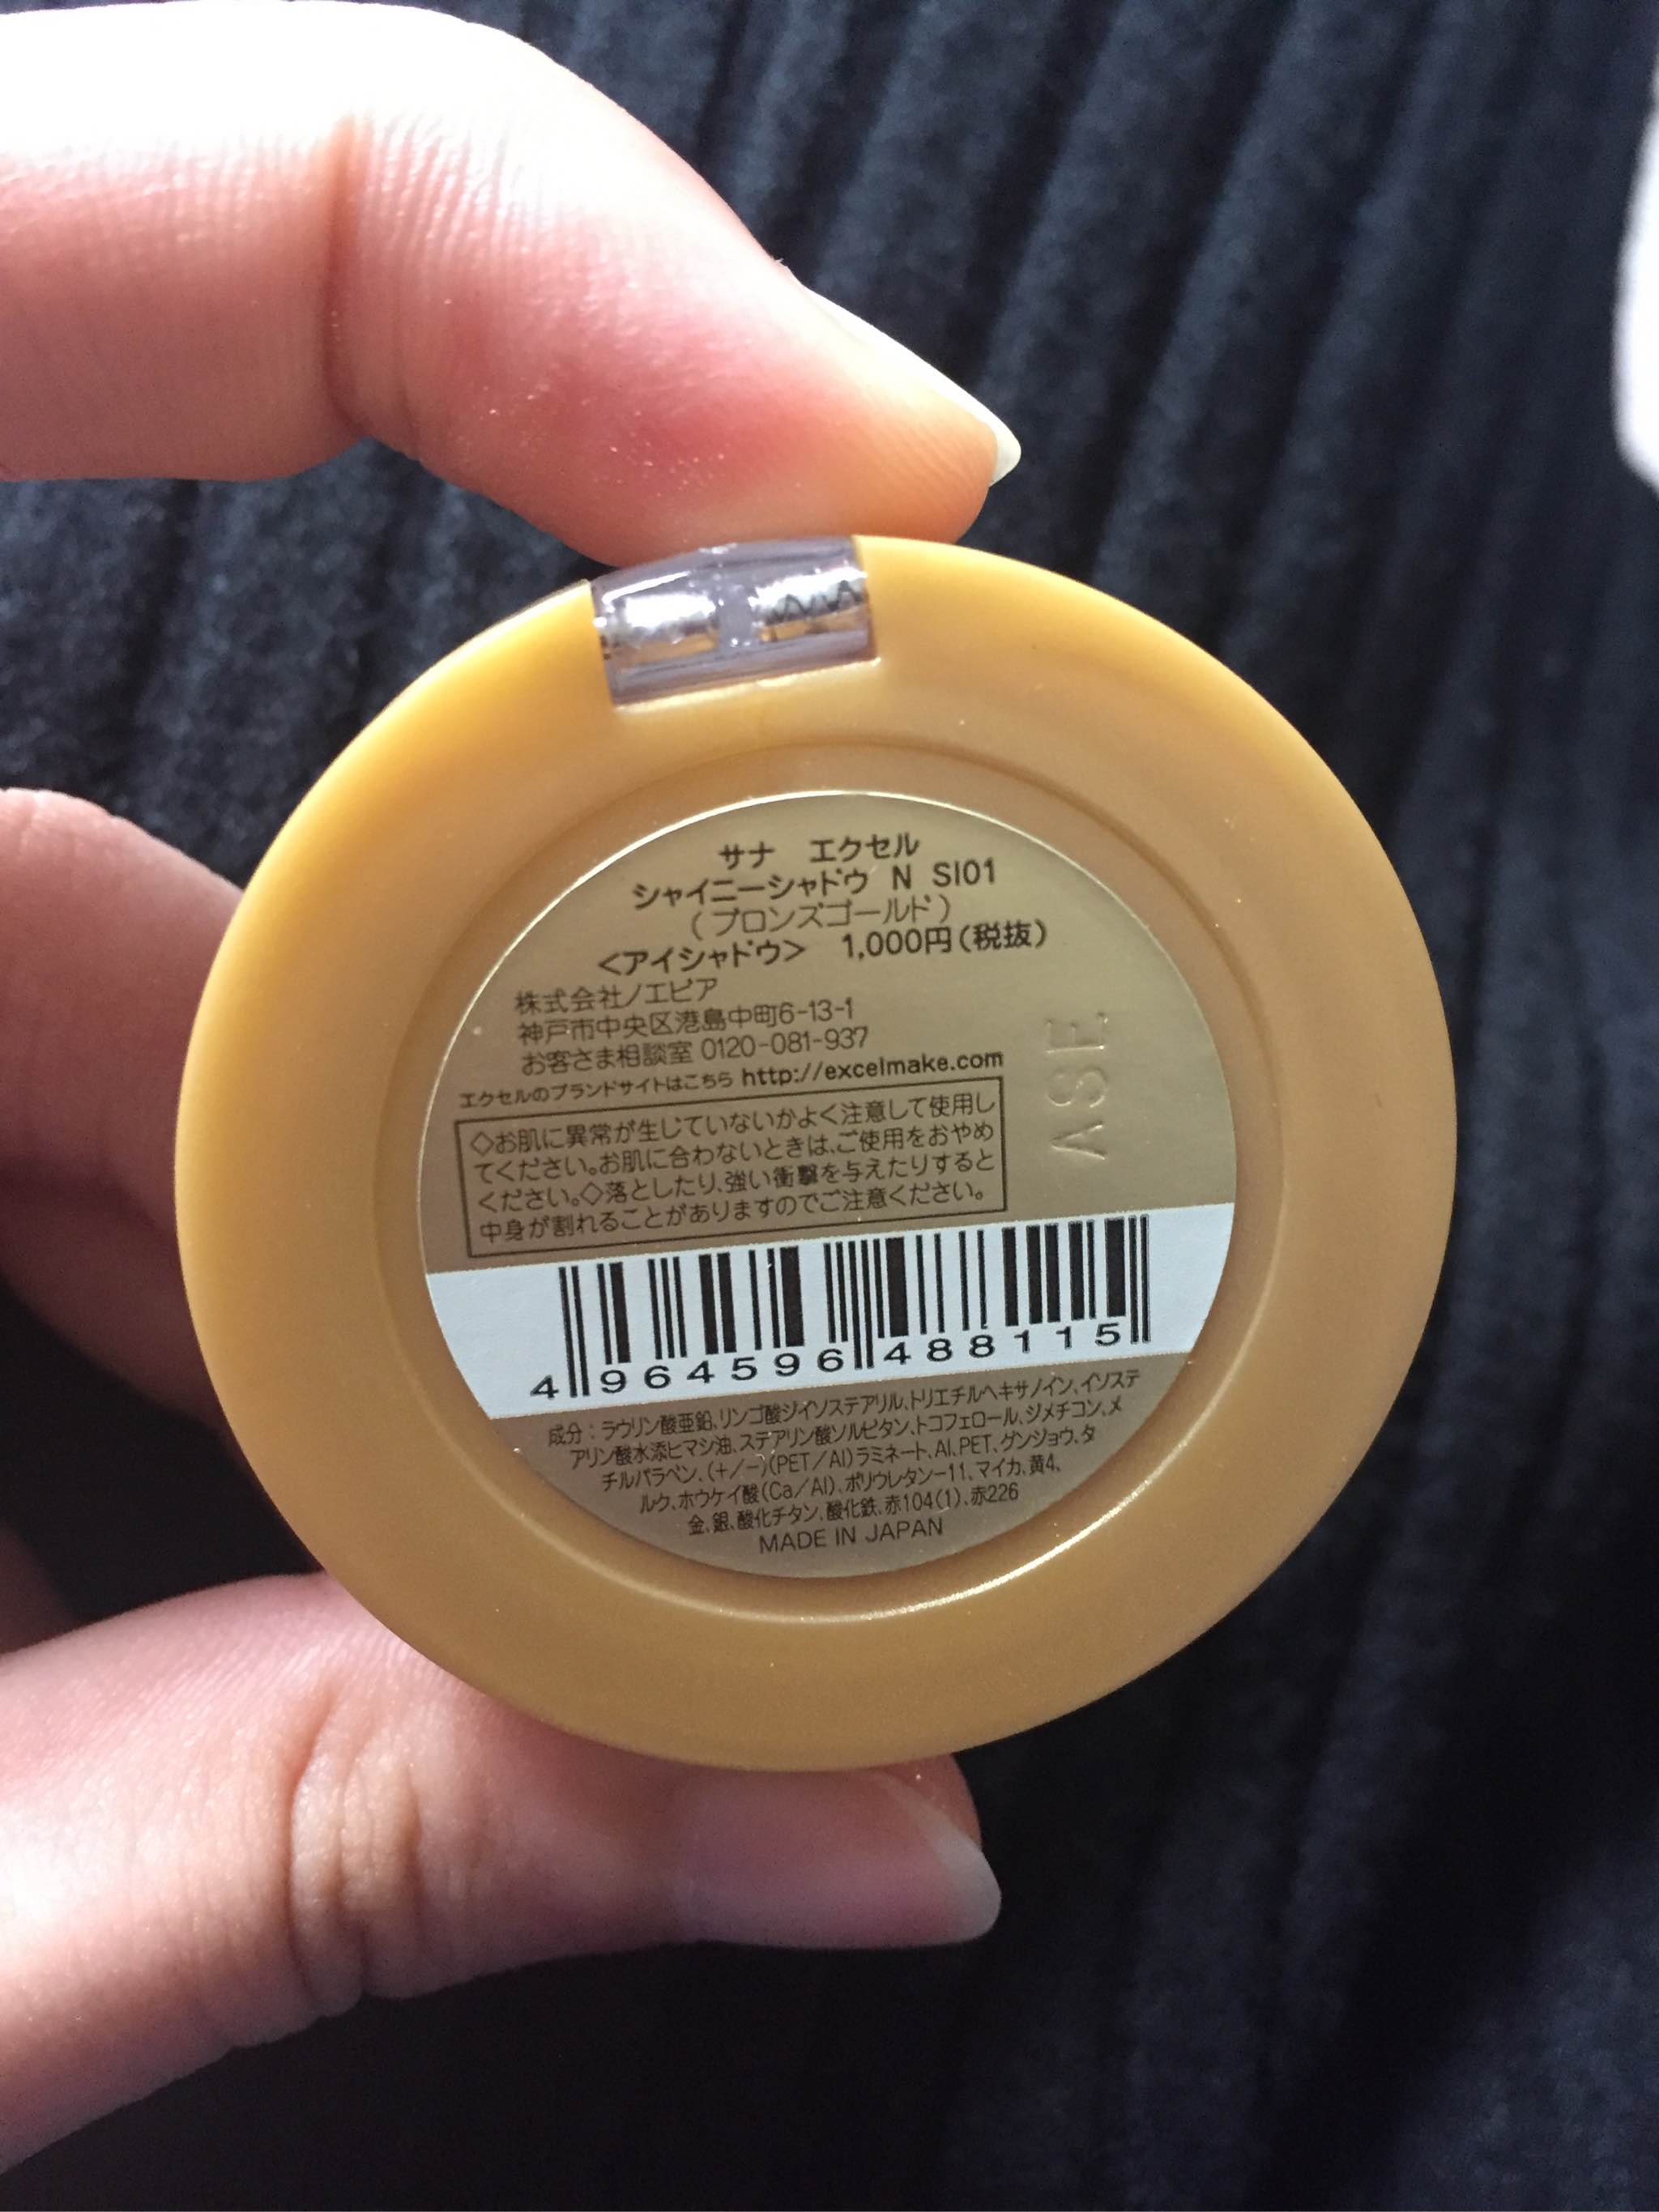 サナ エクセル
シャイニーシャドウ N SI01
(ブロンズゴールド)
<アイシャドウ> 1,000円(税抜)
株式会社ノエビア
神戸市中央区港島中町6-13-1
お客さま相談室 0120-081-937
エクセルのブランドサイトはこちら http://excelmake.com
◇お肌に異常が生じていないかよく注意して使用し
てください。お肌に合わないときは、ご使用をおやめ
ください。◇落としたり、強い衝撃を与えたりすると
中身が割れることがありますのでご注意ください。
ASE
4 964596 488115
成分：ラウリン酸亜鉛、リンゴ酸ジイソステアリル、トリエチルヘキサノイン、イソステ
アリン酸水添ヒマシ油、ステアリン酸ソルビタン、トコフェロール、ジメチコン、メ
チルパラベン、(+/−)(PET/Al)ラミネート、Al、PET、グンジョウ、タ
ルク、ホウケイ酸(Ca/Al)、ポリウレタン-11、マイカ、黄4、
金、銀、酸化チタン、酸化鉄、赤104(1)、赤226
MADE IN JAPAN